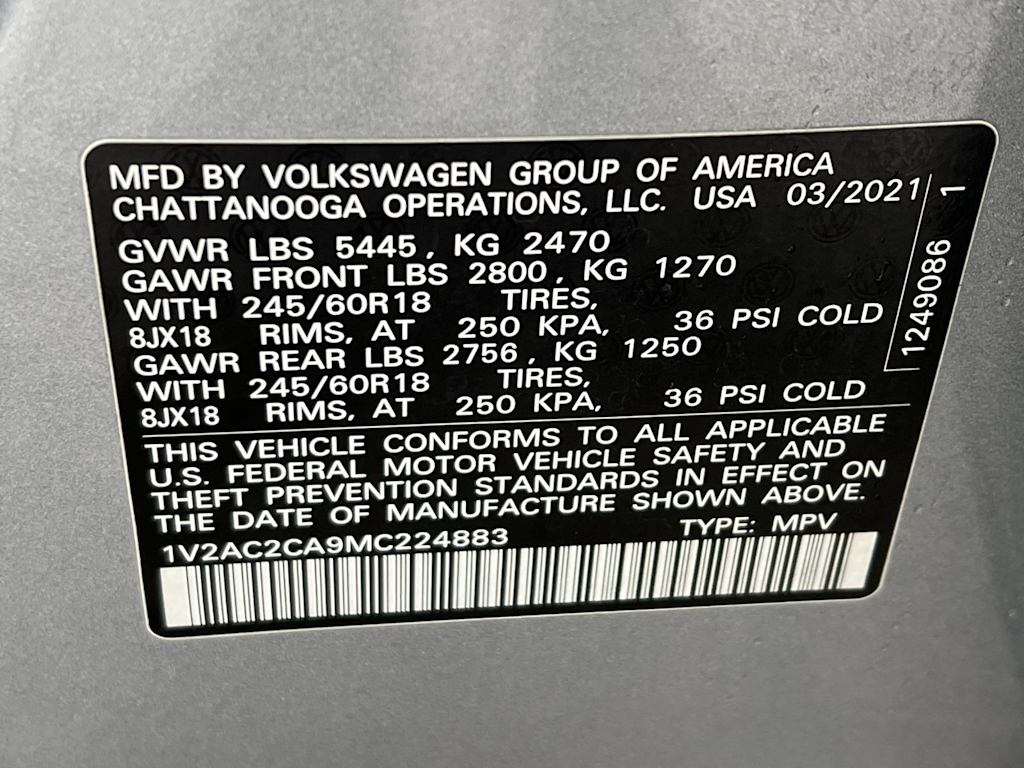 MFD BY VOLKSWAGEN GROUP OF AMERICA
CHATTANOOGA OPERATIONS, LLC. USA 03/2021
GVWR LBS 5445, KG 2470
GAWR FRONT LBS 2800, KG 1270
WITH 245/60R18 TIRES,
8JX18 RIMS, AT 250 KPA, 36 PSI COLD
GAWR REAR LBS 2756, KG 1250
WITH 245/60R18 TIRES,
8JX18 RIMS, AT 250 KPA, 36 PSI COLD
THIS VEHICLE CONFORMS TO ALL APPLICABLE
U.S. FEDERAL MOTOR VEHICLE SAFETY AND
THEFT PREVENTION STANDARDS IN EFFECT ON
THE DATE OF MANUFACTURE SHOWN ABOVE.
1V2AC2CA9MC224883 TYPE: MPV
1249086 1